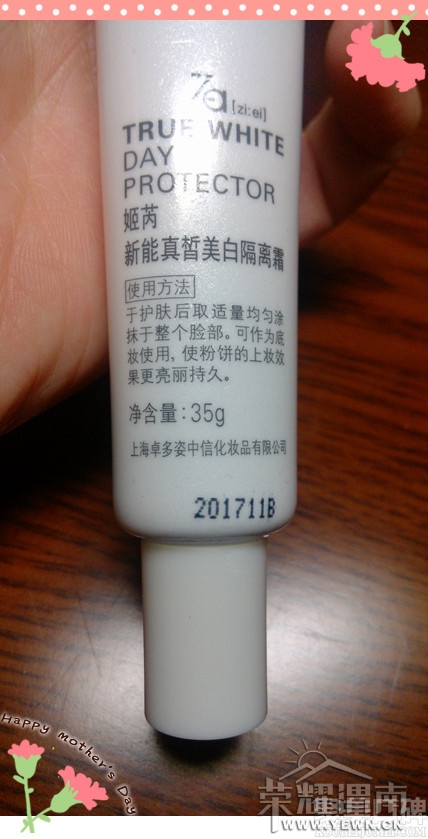 Za [zi:ei]
TRUE WHITE
DAY
PROTECTOR
姬芮
新能真皙美白隔离霜
使用方法
于护肤后取适量均匀涂
抹于整个脸部。可作为底
妆使用,使粉饼的上妆效
果更亮丽持久。
净含量:35g
上海卓多姿中信化妆品有限公司
201711B
Happy mother's Day
荣耀渭南
www.YEWN.CN